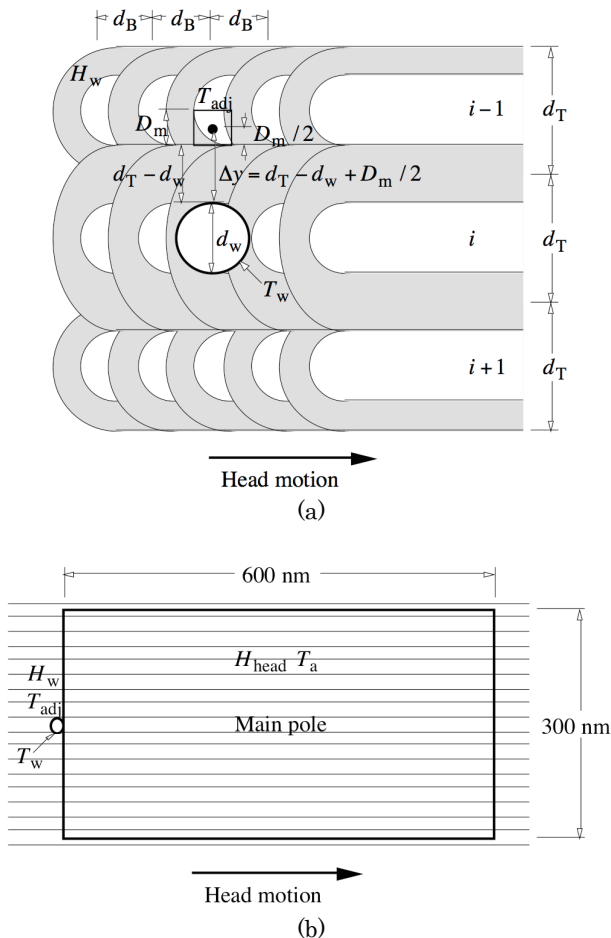 d_B d_B d_B
H_w
T_adj
i−1
D_m
D_m/2
d_T
d_T − d_w
Δy = d_T − d_w + D_m/2
d_w
i
d_T
T_w
i+1
d_T
Head motion
(a)
600 nm
H_head T_a
H_w
T_adj
Main pole
300 nm
T_w
Head motion
(b)